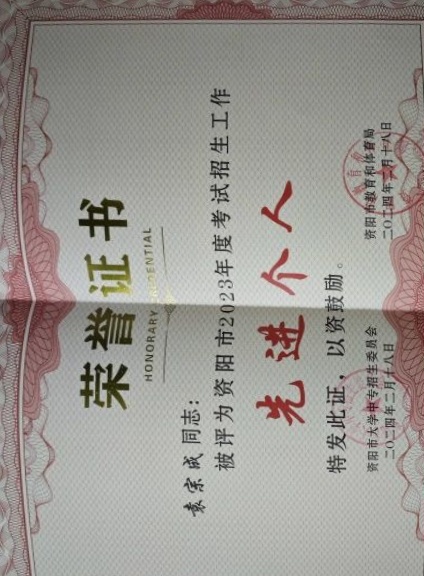 荣誉证书
HONORARY CREDENTIAL
袁宗成 同志：
被评为资阳市2023年度考试招生工作
先进个人
特发此证，以资鼓励。
资阳市大学中专招生委员会
二〇二四年二月十八日
资阳市教育和体育局
二〇二四年二月十八日